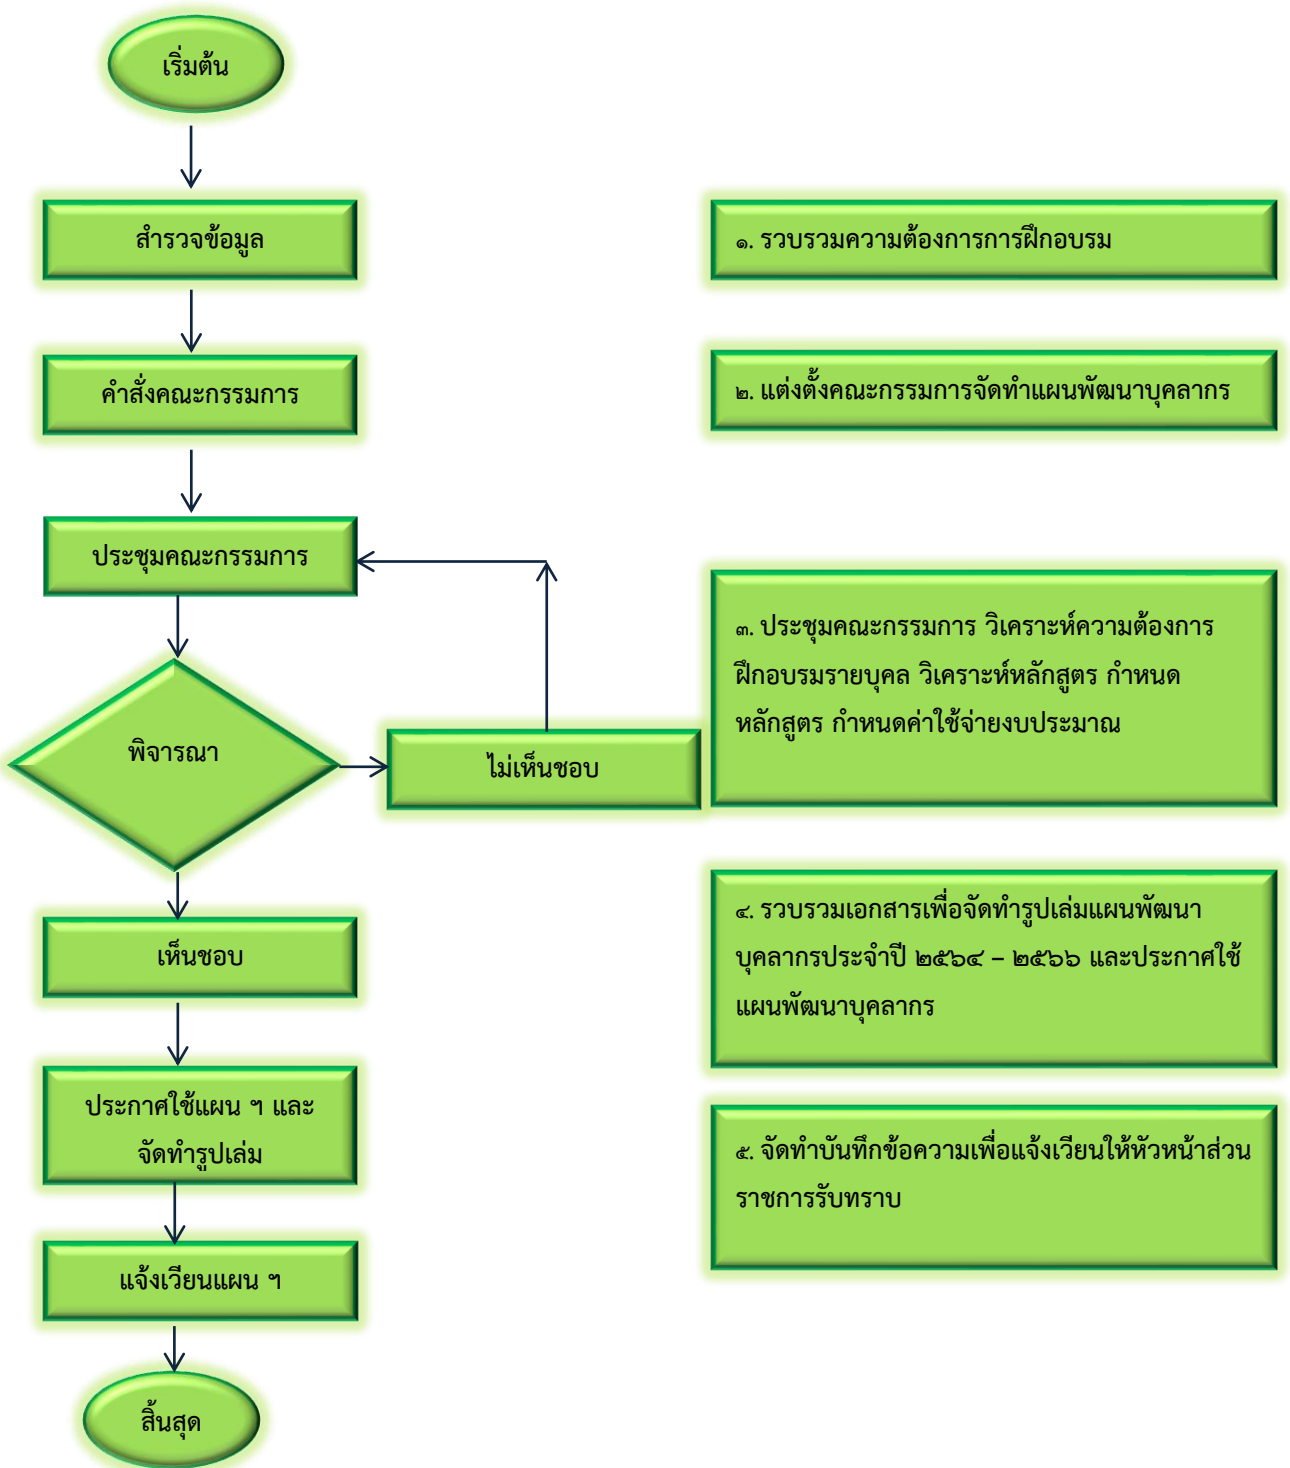 เริ่มต้น
สำรวจข้อมูล
๑. รวบรวมความต้องการการฝึกอบรม
คำสั่งคณะกรรมการ
๒. แต่งตั้งคณะกรรมการจัดทำแผนพัฒนาบุคลากร
ประชุมคณะกรรมการ
๓. ประชุมคณะกรรมการ วิเคราะห์ความต้องการ
ฝึกอบรมรายบุคล วิเคราะห์หลักสูตร กำหนด
หลักสูตร กำหนดค่าใช้จ่ายงบประมาณ
พิจารณา
ไม่เห็นชอบ
เห็นชอบ
๔. รวบรวมเอกสารเพื่อจัดทำรูปเล่มแผนพัฒนา
บุคลากรประจำปี ๒๕๖๔ – ๒๕๖๖ และประกาศใช้
แผนพัฒนาบุคลากร
ประกาศใช้แผน ฯ และ
จัดทำรูปเล่ม
๕. จัดทำบันทึกข้อความเพื่อแจ้งเวียนให้หัวหน้าส่วน
ราชการรับทราบ
แจ้งเวียนแผน ฯ
สิ้นสุด